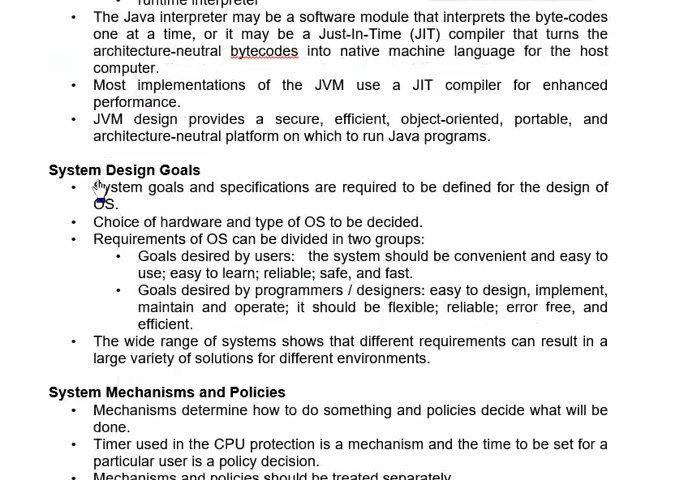 runtime interpreter
• The Java interpreter may be a software module that interprets the byte-codes
one at a time, or it may be a Just-In-Time (JIT) compiler that turns the
architecture-neutral bytecodes into native machine language for the host
computer.
• Most implementations of the JVM use a JIT compiler for enhanced
performance.
• JVM design provides a secure, efficient, object-oriented, portable, and
architecture-neutral platform on which to run Java programs.
System Design Goals
• System goals and specifications are required to be defined for the design of
OS.
• Choice of hardware and type of OS to be decided.
• Requirements of OS can be divided in two groups:
• Goals desired by users: the system should be convenient and easy to
use; easy to learn; reliable; safe, and fast.
• Goals desired by programmers / designers: easy to design, implement,
maintain and operate; it should be flexible; reliable; error free, and
efficient.
• The wide range of systems shows that different requirements can result in a
large variety of solutions for different environments.
System Mechanisms and Policies
• Mechanisms determine how to do something and policies decide what will be
done.
• Timer used in the CPU protection is a mechanism and the time to be set for a
particular user is a policy decision.
• Mechanisms and policies should be treated separately.